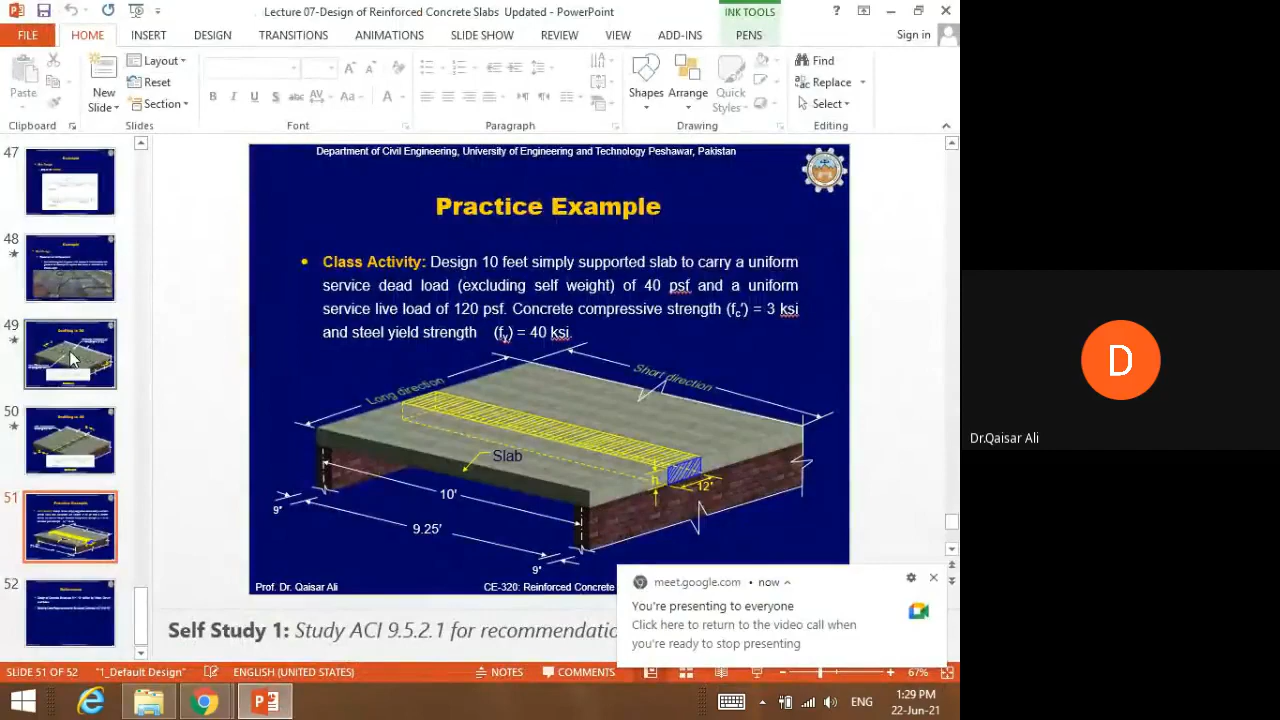 Lecture 07-Design of Reinforced Concrete Slabs Updated - PowerPoint
INK TOOLS
FILE
HOME
INSERT
DESIGN
TRANSITIONS
ANIMATIONS
SLIDE SHOW
REVIEW
VIEW
ADD-INS
PENS
Sign in
Paste
New
Slide
Layout
Reset
Section
B I U S abc AV Aa A
Shapes
Arrange
Quick
Styles
Find
Replace
Select
Clipboard
Slides
Font
Paragraph
Drawing
Editing
47
48
49
50
51
52
Department of Civil Engineering, University of Engineering and Technology Peshawar, Pakistan
Practice Example
• Class Activity: Design 10 feet simply supported slab to carry a uniform
service dead load (excluding self weight) of 40 psf and a uniform
service live load of 120 psf. Concrete compressive strength (fc′) = 3 ksi
and steel yield strength (fy) = 40 ksi.
Long direction
Short direction
Slab
h
12″
10′
9″
9.25′
9″
Prof. Dr. Qaisar Ali
CE-320: Reinforced Concrete
Self Study 1: Study ACI 9.5.2.1 for recommendatio
meet.google.com • now
You're presenting to everyone
Click here to return to the video call when
you're ready to stop presenting
D
Dr.Qaisar Ali
SLIDE 51 OF 52
"1_Default Design"
ENGLISH (UNITED STATES)
NOTES
COMMENTS
67%
ENG
1:29 PM
22-Jun-21